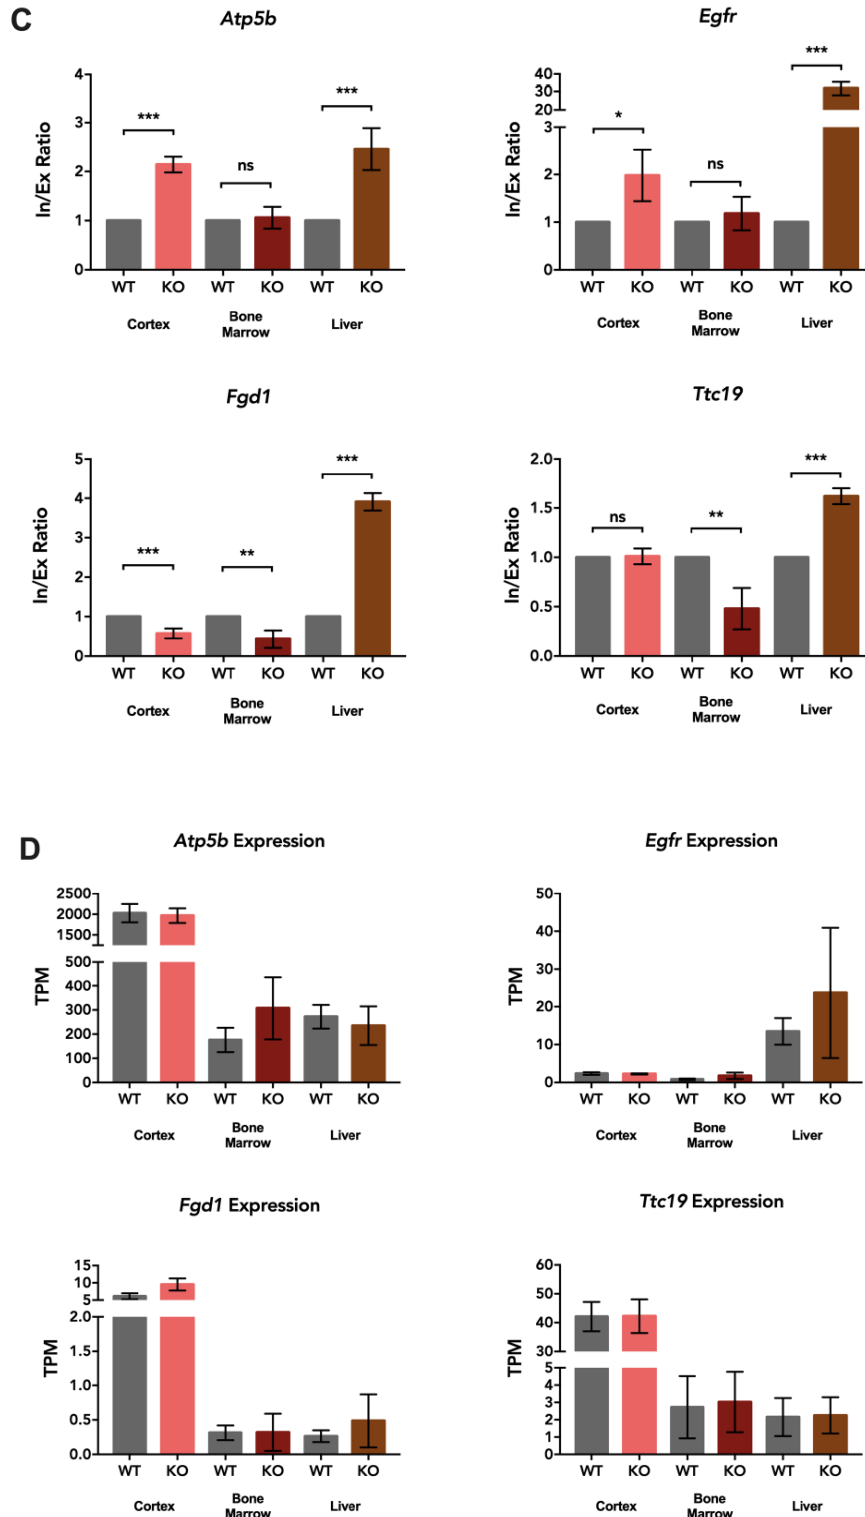 C
Atp5b
Egfr
4
3
2
1
0
In/Ex Ratio
***
ns
***
WT KO WT KO WT KO
Cortex
Bone
Marrow
Liver
40
30
20
3
2
1
0
In/Ex Ratio
*
ns
***
WT KO WT KO WT KO
Cortex
Bone
Marrow
Liver
Fgd1
Ttc19
5
4
3
2
1
0
In/Ex Ratio
***
**
***
WT KO WT KO WT KO
Cortex
Bone
Marrow
Liver
2.0
1.5
1.0
0.5
0.0
In/Ex Ratio
ns
**
***
WT KO WT KO WT KO
Cortex
Bone
Marrow
Liver
D
Atp5b Expression
Egfr Expression
2500
2000
1500
500
400
300
200
100
0
TPM
WT KO WT KO WT KO
Cortex
Bone
Marrow
Liver
50
40
30
20
10
0
TPM
WT KO WT KO WT KO
Cortex
Bone
Marrow
Liver
Fgd1 Expression
Ttc19 Expression
15
10
5
2.0
1.5
1.0
0.5
0.0
TPM
WT KO WT KO WT KO
Cortex
Bone
Marrow
Liver
60
50
40
30
5
4
3
2
1
0
TPM
WT KO WT KO WT KO
Cortex
Bone
Marrow
Liver